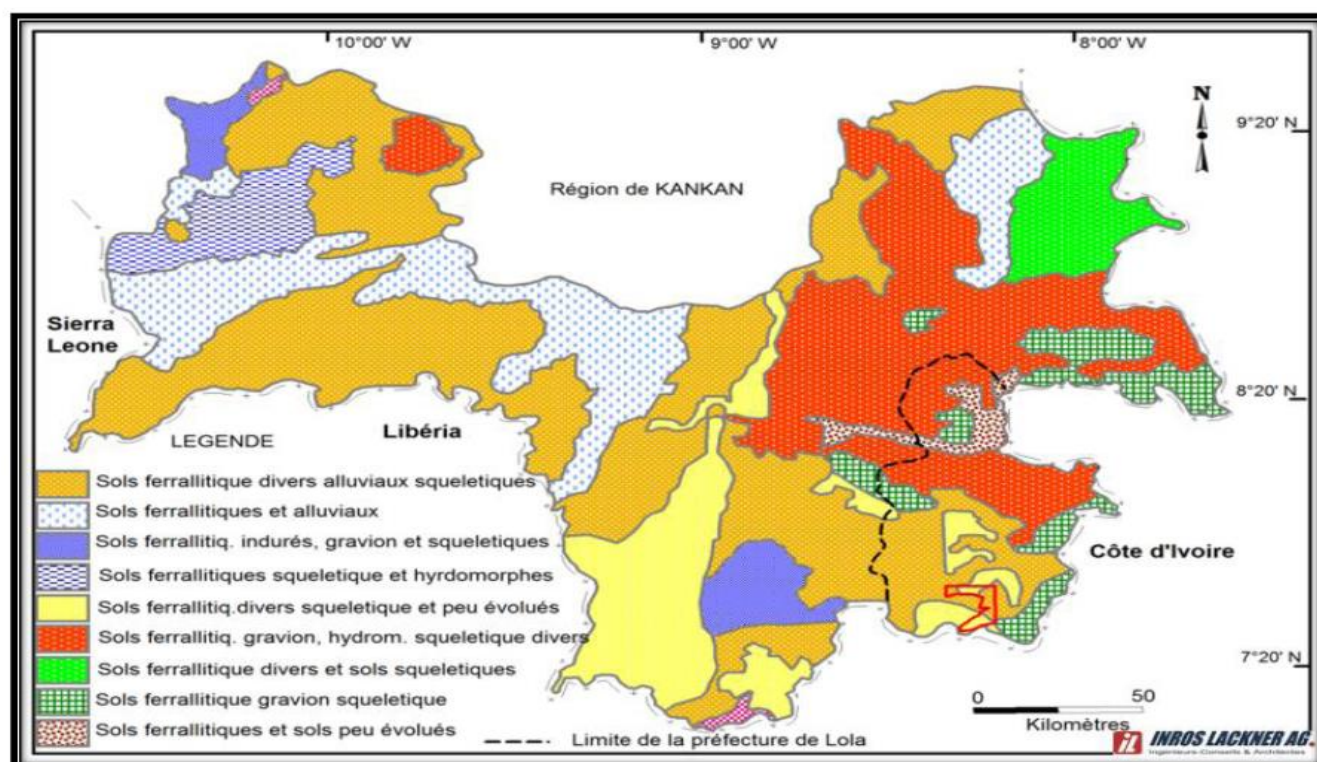 10°00' W
9°00' W
8°00' W
N
9°20' N
Région de KANKAN
Sierra
Leone
8°20' N
LEGENDE
Libéria
Sols ferrallitique divers alluviaux squeletiques
Sols ferrallitiques et alluviaux
Sols ferrallitiq. indurés, gravion et squeletiques
Côte d'Ivoire
Sols ferrallitiques squeletique et hyrdomorphes
Sols ferrallitiq.divers squeletique et peu évolués
Sols ferrallitiq. gravion, hydrom. squeletique divers
7°20' N
Sols ferrallitique divers et sols squeletiques
Sols ferrallitique gravion squeletique
0 50
Kilomètres
Sols ferrallitiques et sols peu évolués
Limite de la préfecture de Lola
iL INROS LACKNER AG.
Ingenieurs-Conseils & Architectes